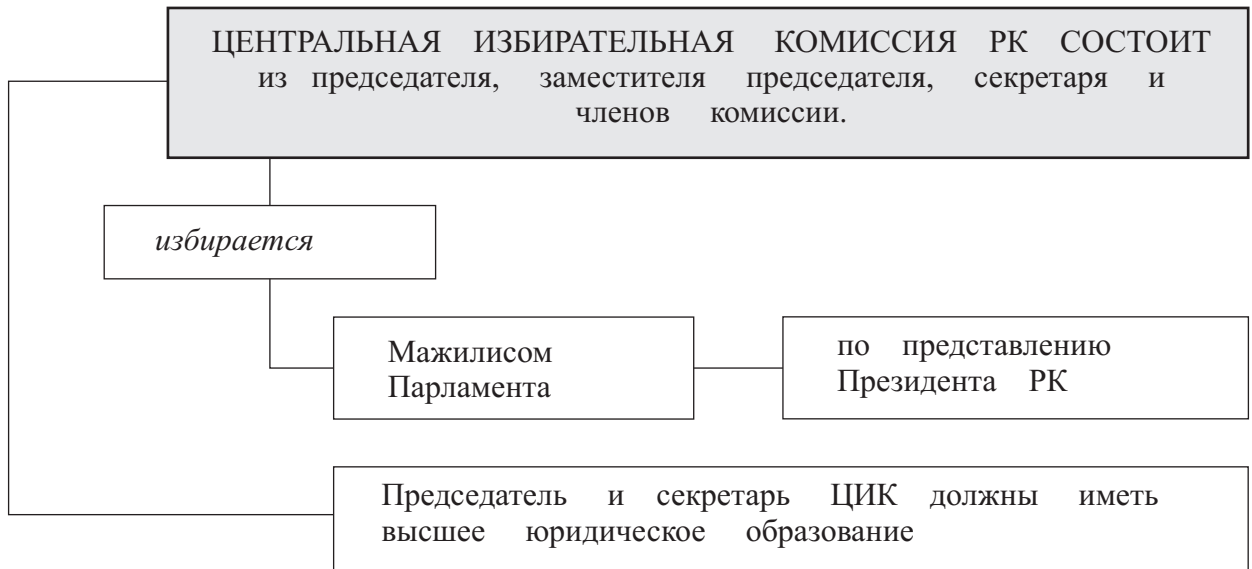 ЦЕНТРАЛЬНАЯ ИЗБИРАТЕЛЬНАЯ КОМИССИЯ РК СОСТОИТ
из председателя, заместителя председателя, секретаря и
членов комиссии.
избирается
Мажилисом
Парламента
по представлению
Президента РК
Председатель и секретарь ЦИК должны иметь
высшее юридическое образование